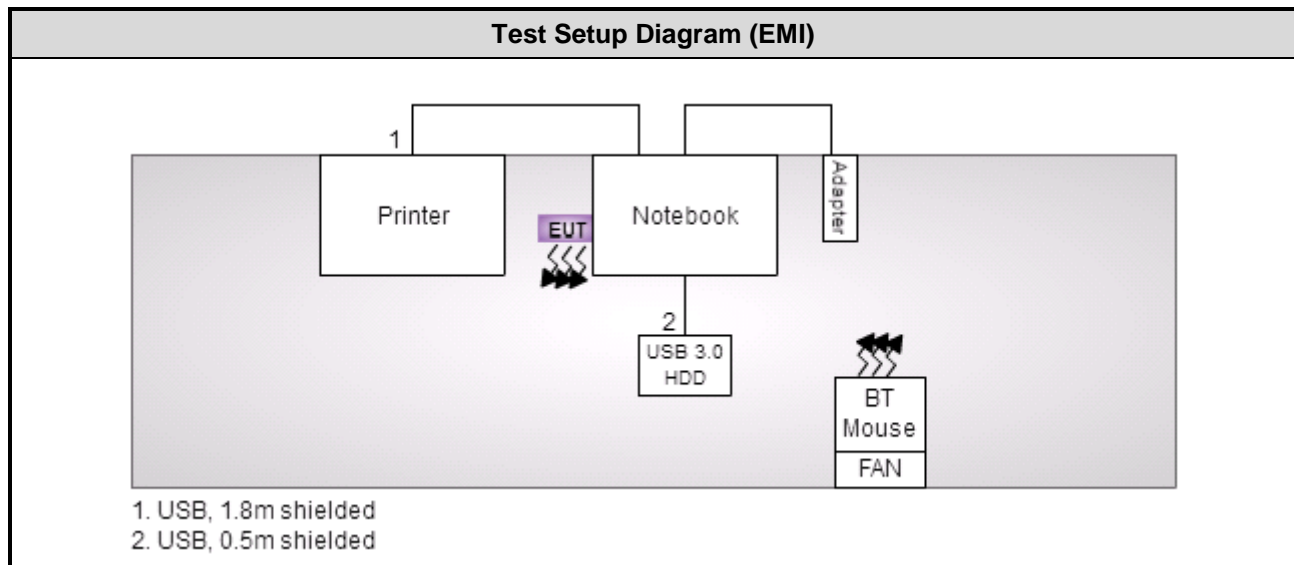 Test Setup Diagram (EMI)
1
Printer
EUT
Notebook
Adapter
2
USB 3.0
HDD
BT
Mouse
FAN
1. USB, 1.8m shielded
2. USB, 0.5m shielded